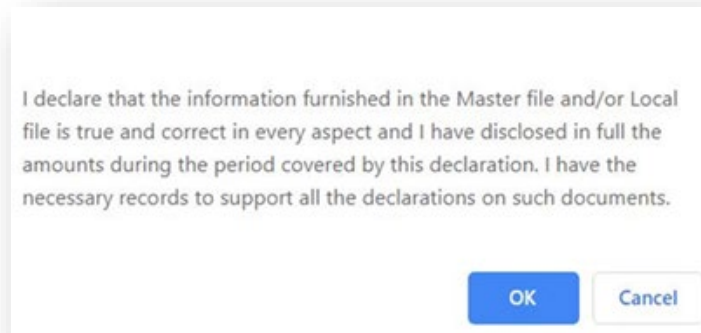 I declare that the information furnished in the Master file and/or Local
file is true and correct in every aspect and I have disclosed in full the
amounts during the period covered by this declaration. I have the
necessary records to support all the declarations on such documents.
OK
Cancel